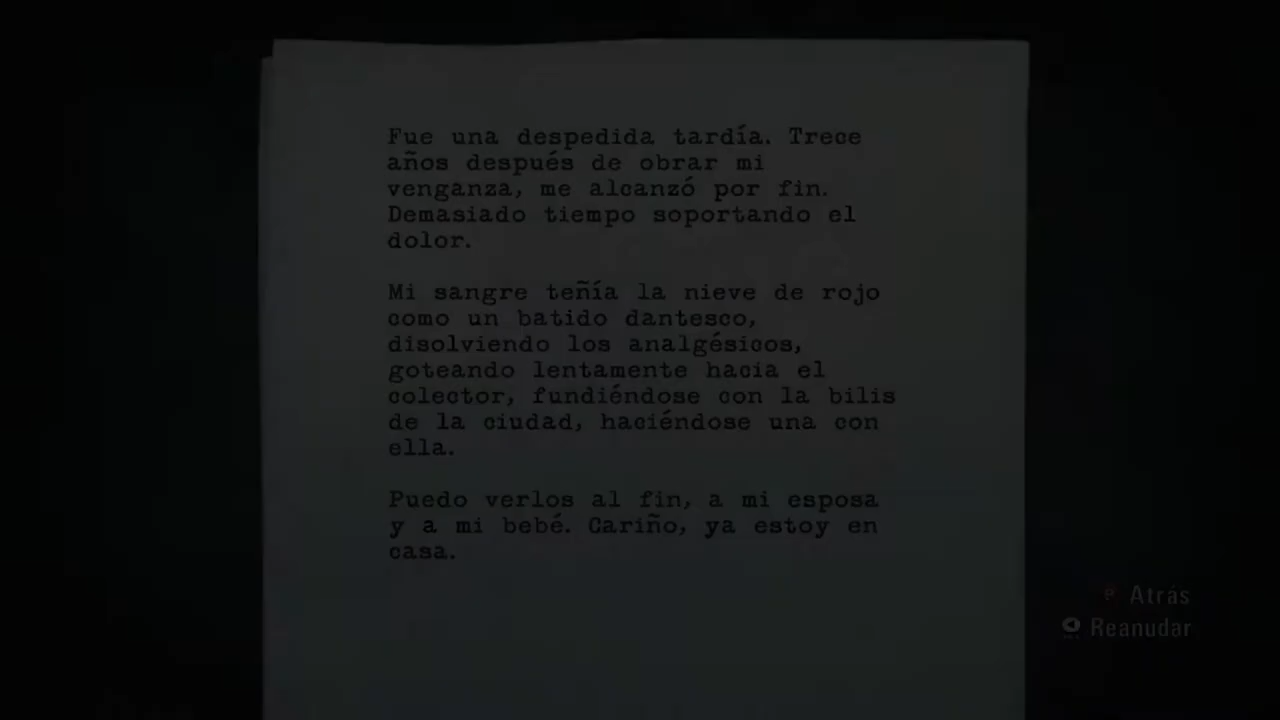 Fue una despedida tardía. Trece
años después de obrar mi
venganza, me alcanzó por fin.
Demasiado tiempo soportando el
dolor.
Mi sangre teñía la nieve de rojo
como un batido dantesco,
disolviendo los analgésicos,
goteando lentamente hacia el
colector, fundiéndose con la bilis
de la ciudad, haciéndose una con
ella.
Puedo verlos al fin, a mi esposa
y a mi bebé. Cariño, ya estoy en
casa.
Atrás
Reanudar